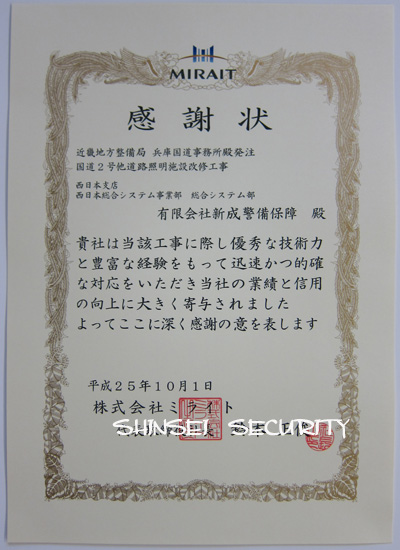 MIRAIT
感謝状
近畿地方整備局 兵庫国道事務所殿発注
国道2号他道路照明施設改修工事
西日本支店
西日本総合システム事業部 総合システム部
有限会社新成警備保障 殿
貴社は当該工事に際し優秀な技術力
と豊富な経験をもって迅速かつ的確
な対応をいただき当社の業績と信用
の向上に大きく寄与されました
よってここに深く感謝の意を表します
平成25年10月1日
株式会社ミライト
SHINSEI SECURITY